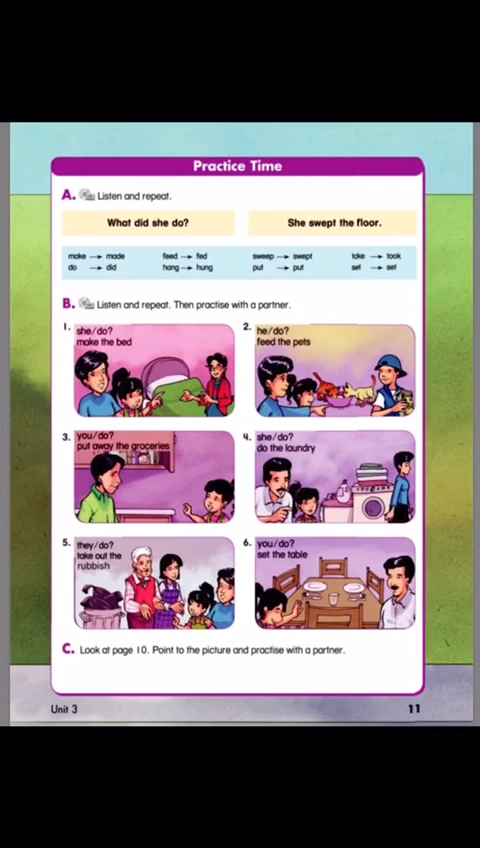 Practice Time
A. Listen and repeat.
What did she do?
She swept the floor.
make → made
feed → fed
sweep → swept
take → took
do → did
hang → hung
put → put
set → set
B. Listen and repeat. Then practise with a partner.
1. she/do?
make the bed
2. he/do?
feed the pets
3. you/do?
put away the groceries
4. she/do?
do the laundry
5. they/do?
take out the
rubbish
6. you/do?
set the table
C. Look at page 10. Point to the picture and practise with a partner.
Unit 3
11